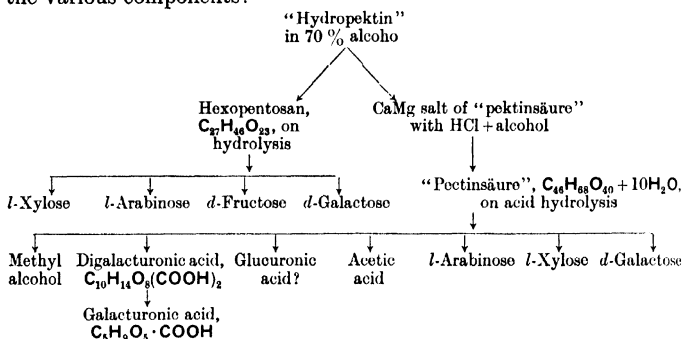 the various components?
"Hydropektin"
in 70 % alcoho
Hexopentosan,
C₂₇H₄₆O₂₃, on
hydrolysis
CaMg salt of "pektinsäure"
with HCl + alcohol
l-Xylose l-Arabinose d-Fructose d-Galactose
"Pectinsäure", C₄₆H₆₈O₄₀ + 10H₂O,
on acid hydrolysis
Methyl
alcohol
Digalacturonic acid,
C₁₀H₁₄O₈(COOH)₂
Glucuronic
acid?
Acetic
acid
l-Arabinose l-Xylose d-Galactose
Galacturonic acid,
C₅H₉O₅·COOH